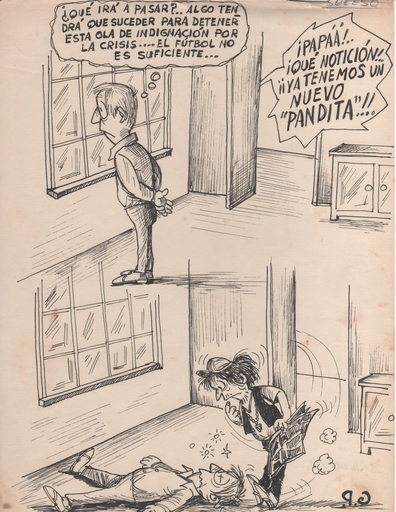 SUCESO
¿QUÉ IRÁ A PASAR?.. ALGO TEN
DRÁ QUE SUCEDER PARA DETENER
ESTA OLA DE INDIGNACIÓN POR
LA CRISIS.... EL FÚTBOL NO
ES SUFICIENTE...
¡PAPÁÁ!..
¡QUÉ NOTICIÓN!..
¡¡YA TENEMOS UN
NUEVO
"PANDITA"!!...